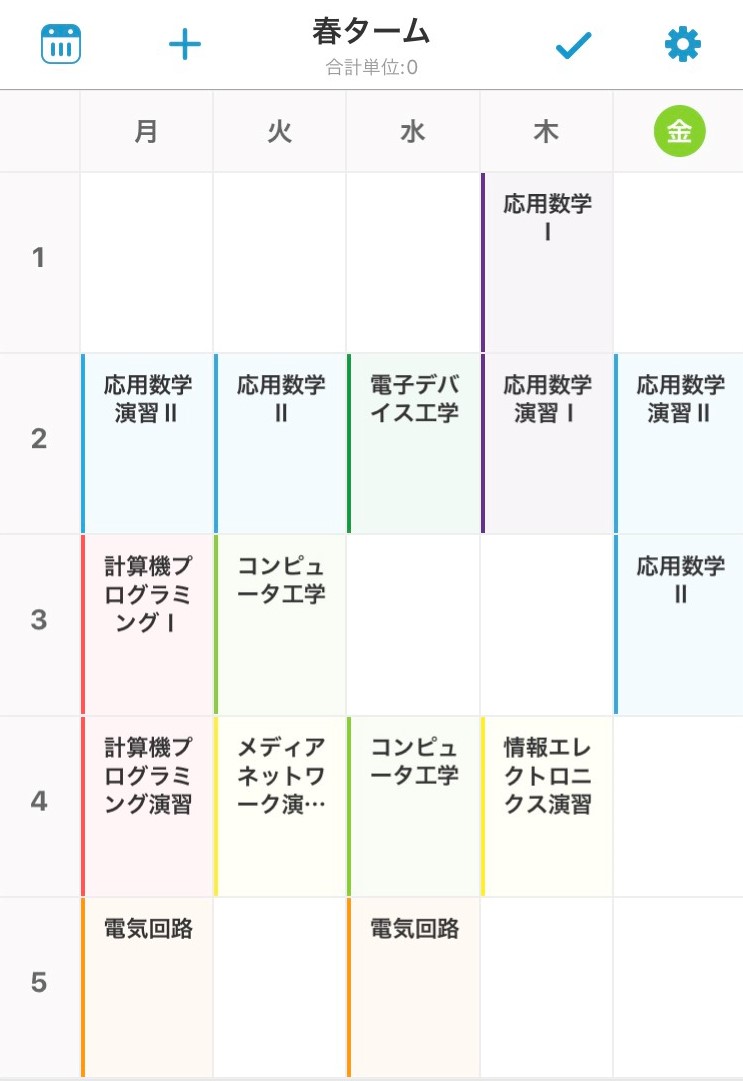 春ターム
合計単位:0
月 火 水 木 金
1
応用数学
I
2
応用数学
演習 II
応用数学
II
電子デバ
イス工学
応用数学
演習 I
応用数学
演習 II
3
計算機プ
ログラミ
ング I
コンピュ
ータ工学
応用数学
II
4
計算機プ
ログラミ
ング演習
メディア
ネットワ
ーク演…
コンピュ
ータ工学
情報エレ
クトロニ
クス演習
5
電気回路
電気回路